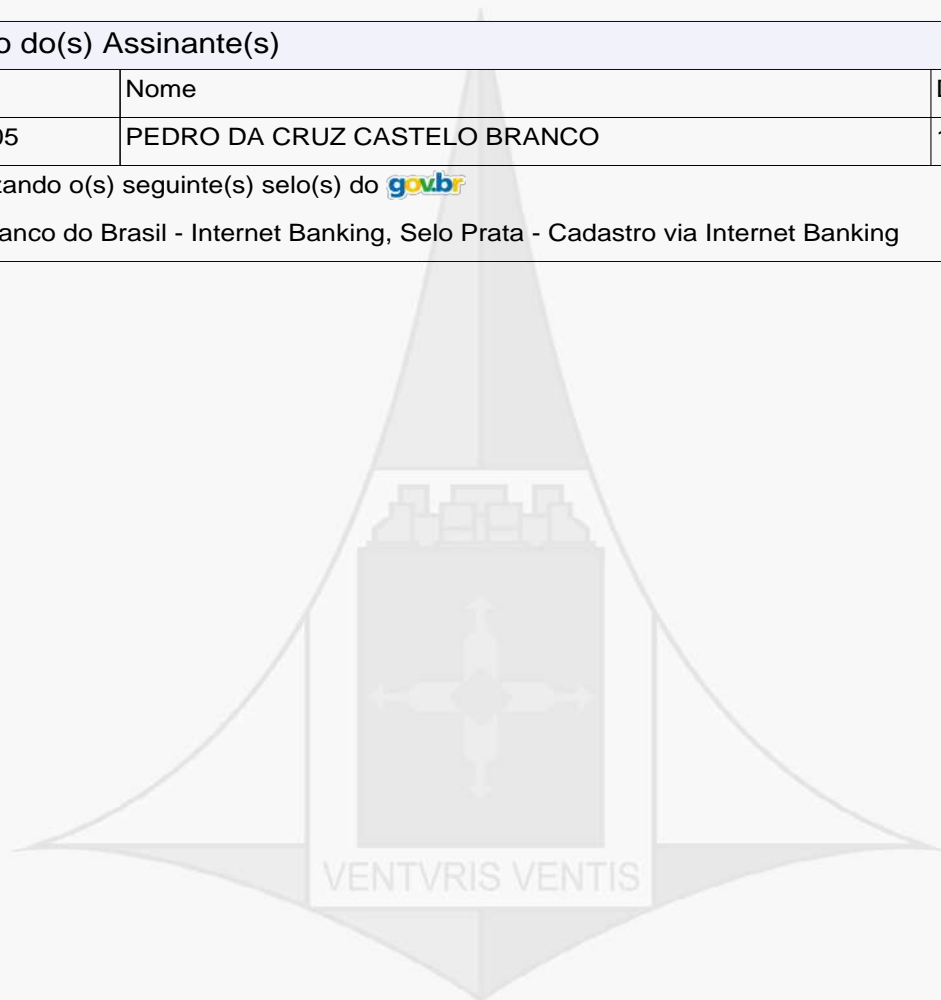 o do(s) Assinante(s)
Nome
05 PEDRO DA CRUZ CASTELO BRANCO
zando o(s) seguinte(s) selo(s) do gov.br
anco do Brasil - Internet Banking, Selo Prata - Cadastro via Internet Banking
VENTVRIS VENTIS